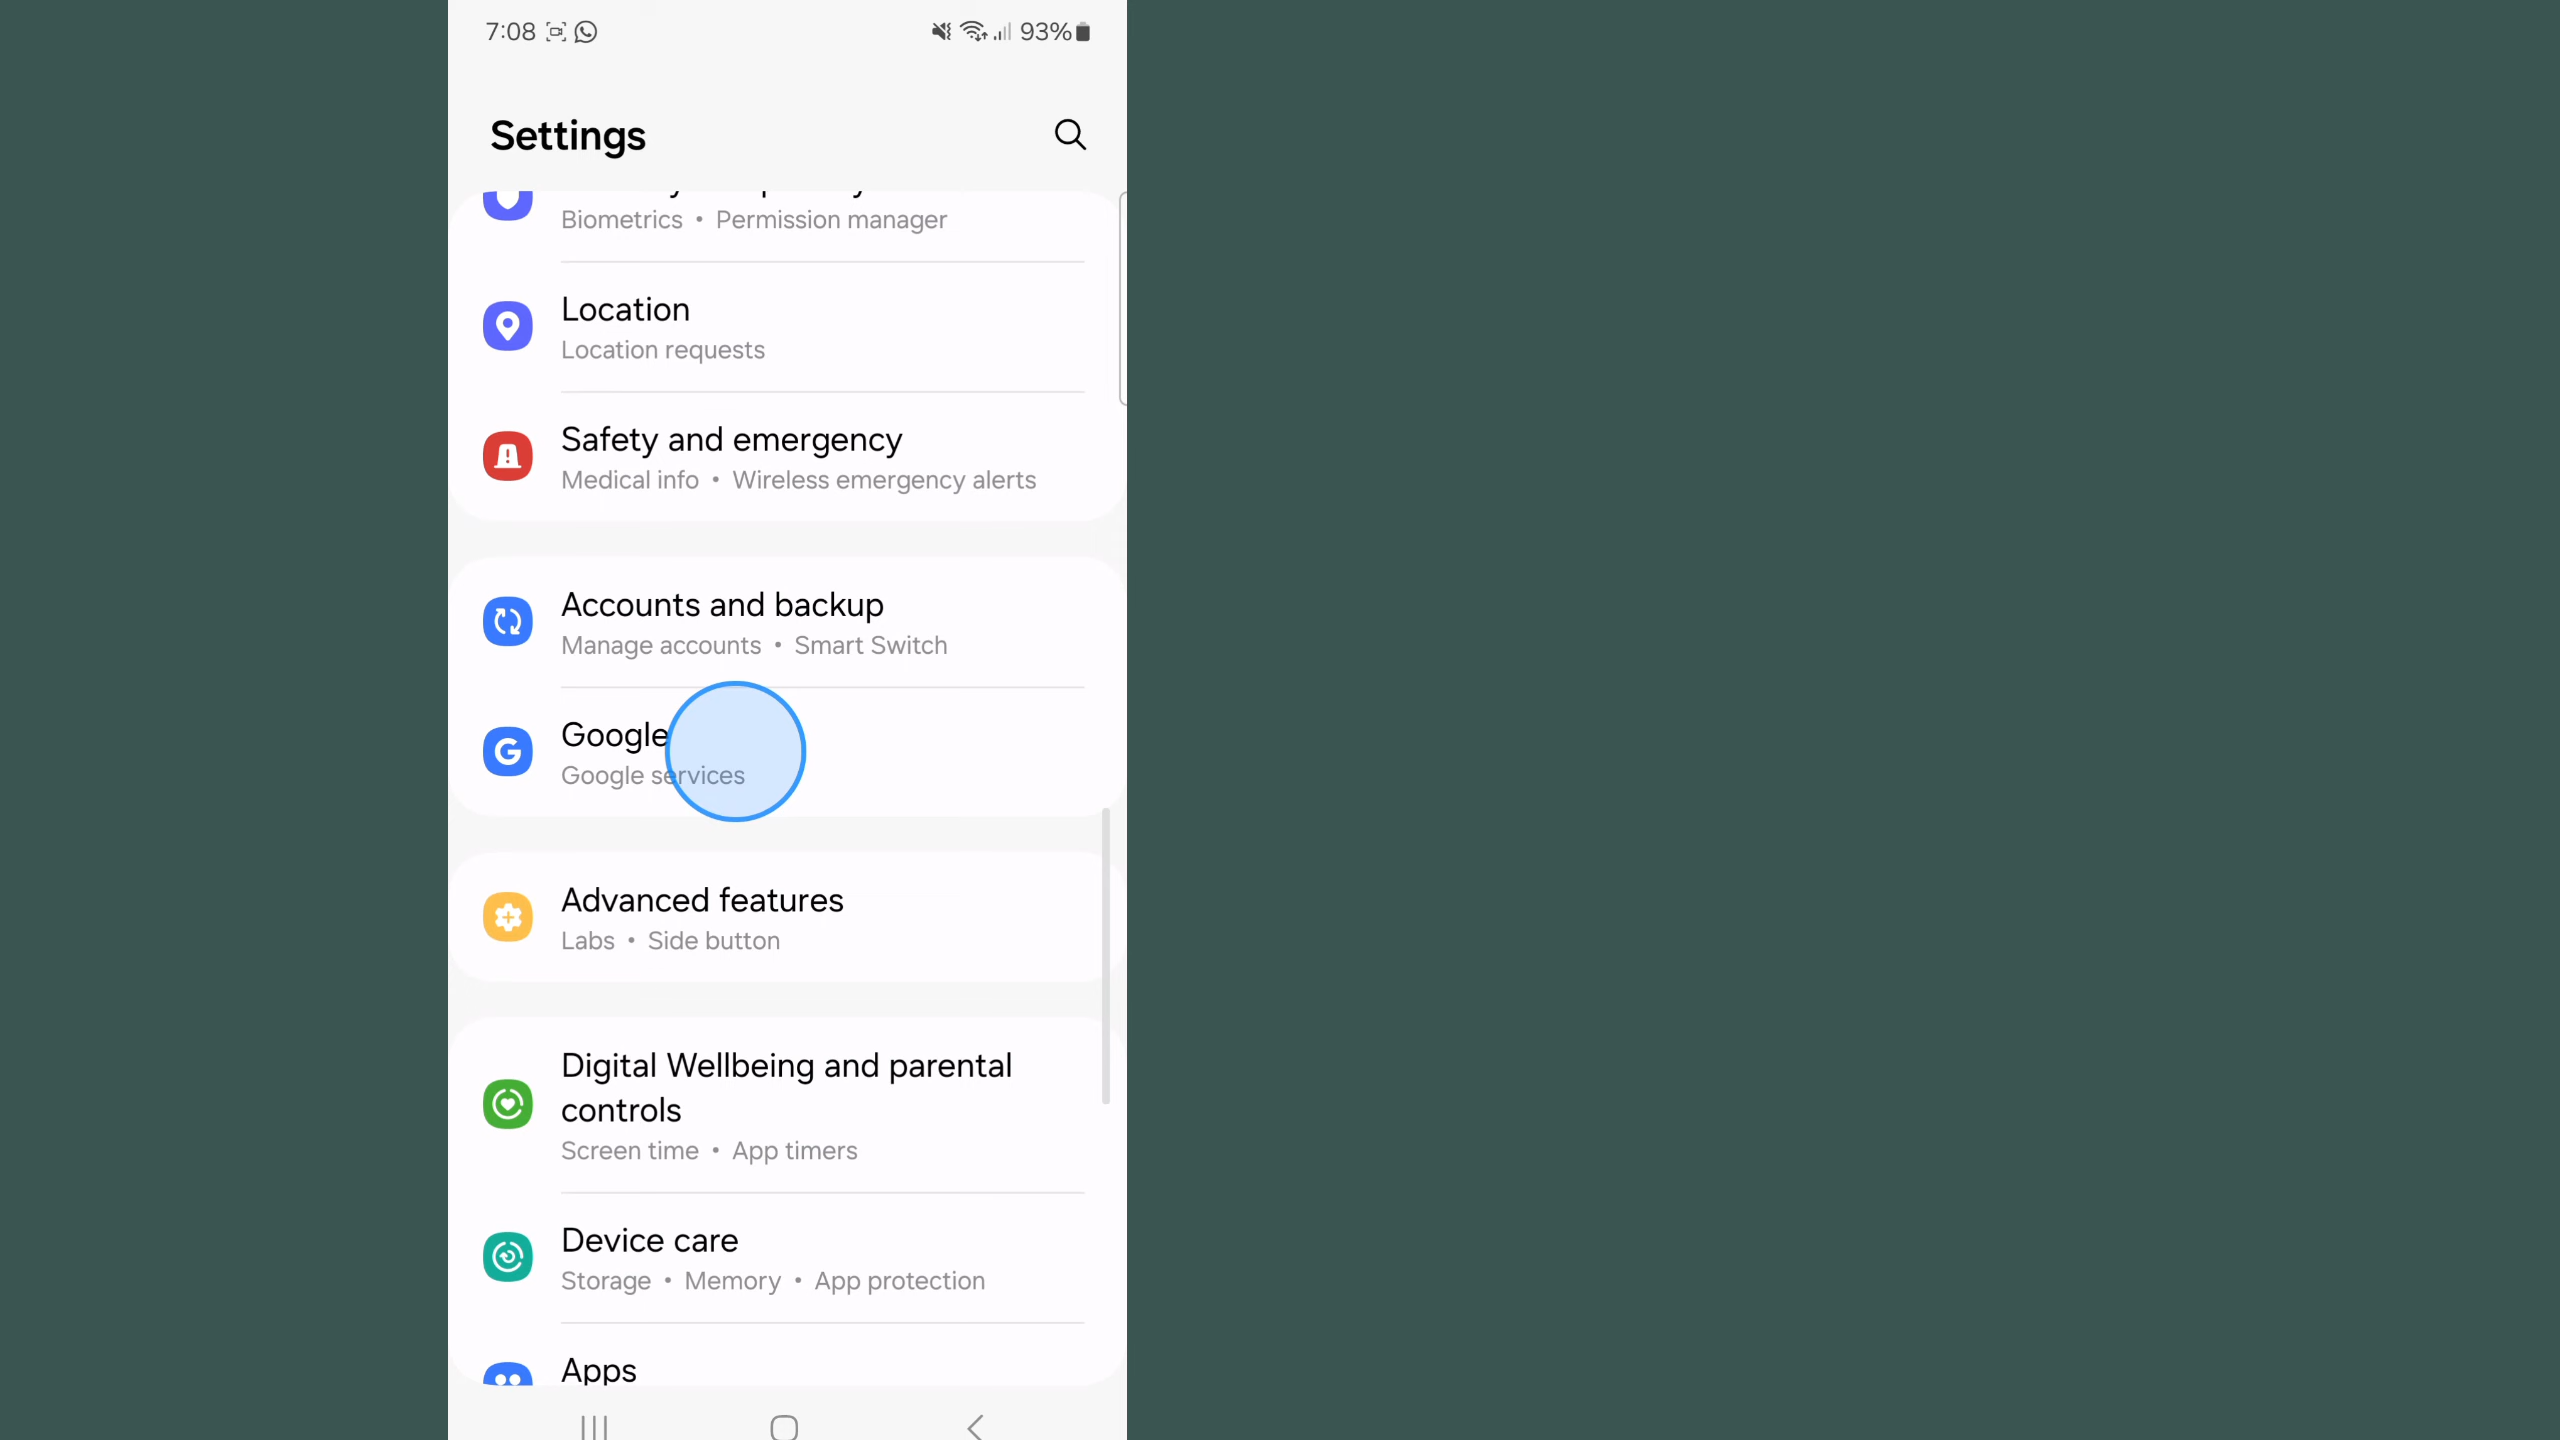 7:08 93%
Settings
Biometrics • Permission manager
Location
Location requests
Safety and emergency
Medical info • Wireless emergency alerts
Accounts and backup
Manage accounts • Smart Switch
Google
Google services
Advanced features
Labs • Side button
Digital Wellbeing and parental
controls
Screen time • App timers
Device care
Storage • Memory • App protection
Apps